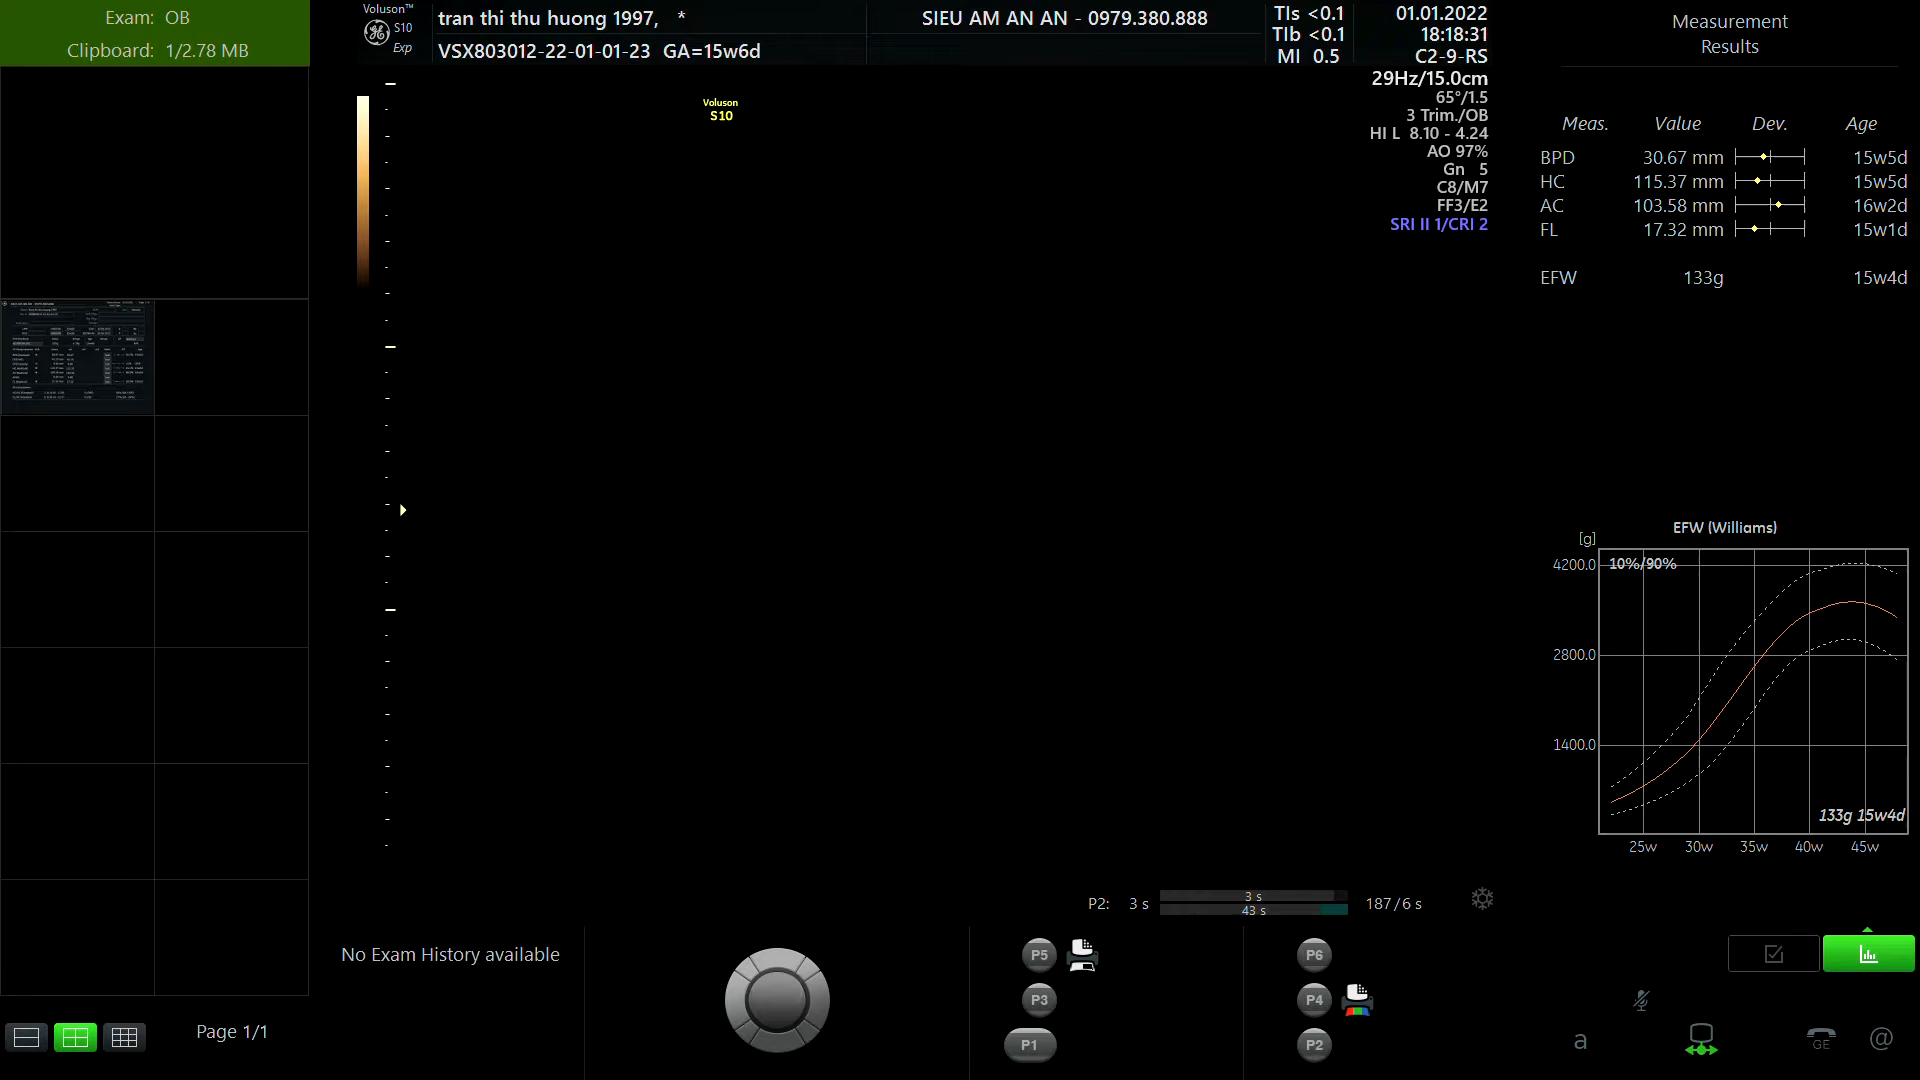 Exam: OB
Clipboard: 1/2.78 MB
Voluson™
S10
Exp
tran thi thu huong 1997, *
VSX803012-22-01-01-23 GA=15w6d
SIEU AM AN AN - 0979.380.888
TIs <0.1
TIb <0.1
MI 0.5
01.01.2022
18:18:31
C2-9-RS
29Hz/15.0cm
65°/1.5
3 Trim./OB
HI L 8.10 - 4.24
AO 97%
Gn 5
C8/M7
FF3/E2
SRI II 1/CRI 2
Voluson
S10
Measurement
Results
Meas. Value Dev. Age
BPD 30.67 mm 15w5d
HC 115.37 mm 15w5d
AC 103.58 mm 16w2d
FL 17.32 mm 15w1d
EFW 133g 15w4d
EFW (Williams)
[g]
4200.0
10%/90%
2800.0
1400.0
133g 15w4d
25w 30w 35w 40w 45w
P2: 3 s
3 s
43 s
187/6 s
No Exam History available
P5
P3
P1
P6
P4
P2
Page 1/1
a
GE
@